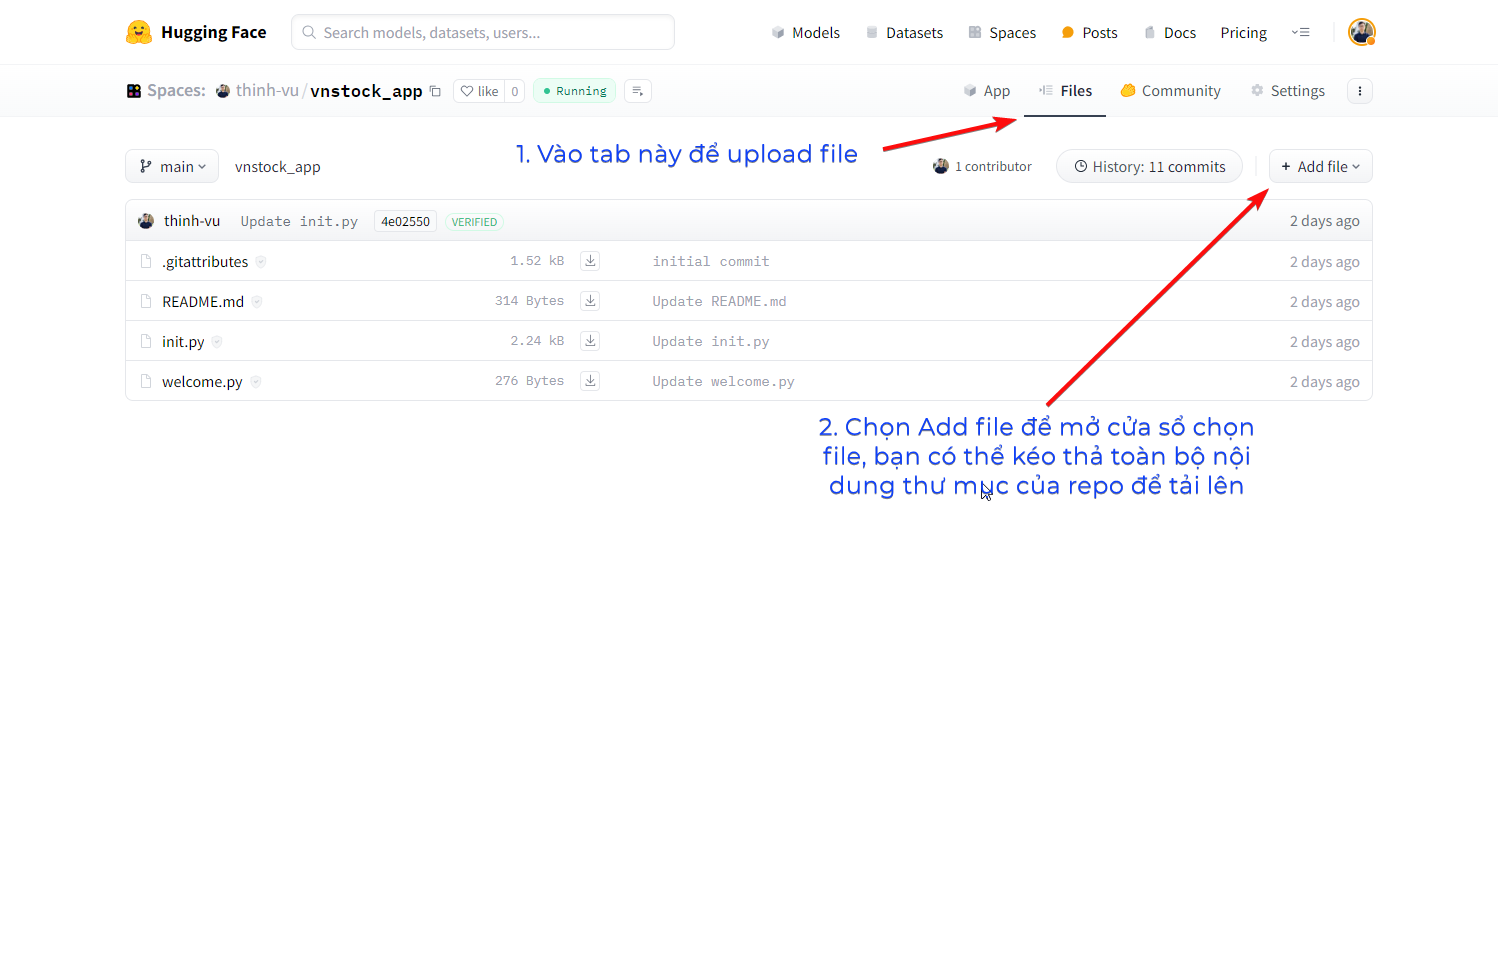 Hugging Face
Search models, datasets, users...
Models
Datasets
Spaces
Posts
Docs
Pricing
Spaces:
thinh-vu/vnstock_app
like
0
Running
App
Files
Community
Settings
1. Vào tab này để upload file
main
vnstock_app
1 contributor
History: 11 commits
+ Add file
thinh-vu
Update init.py
4e02550
VERIFIED
2 days ago
.gitattributes
1.52 kB
initial commit
2 days ago
README.md
314 Bytes
Update README.md
2 days ago
init.py
2.24 kB
Update init.py
2 days ago
welcome.py
276 Bytes
Update welcome.py
2 days ago
2. Chọn Add file để mở cửa sổ chọn
file, bạn có thể kéo thả toàn bộ nội
dung thư mục của repo để tải lên